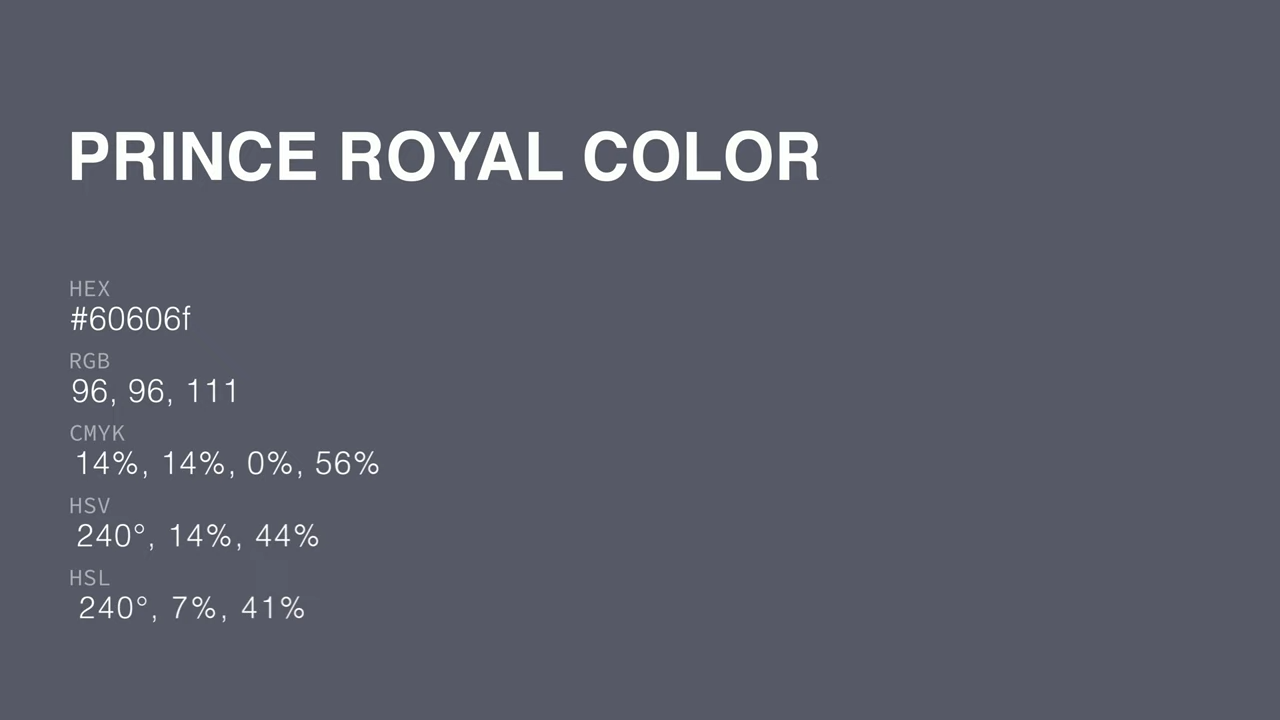 PRINCE ROYAL COLOR
HEX
#60606f
RGB
96, 96, 111
CMYK
14%, 14%, 0%, 56%
HSV
240°, 14%, 44%
HSL
240°, 7%, 41%